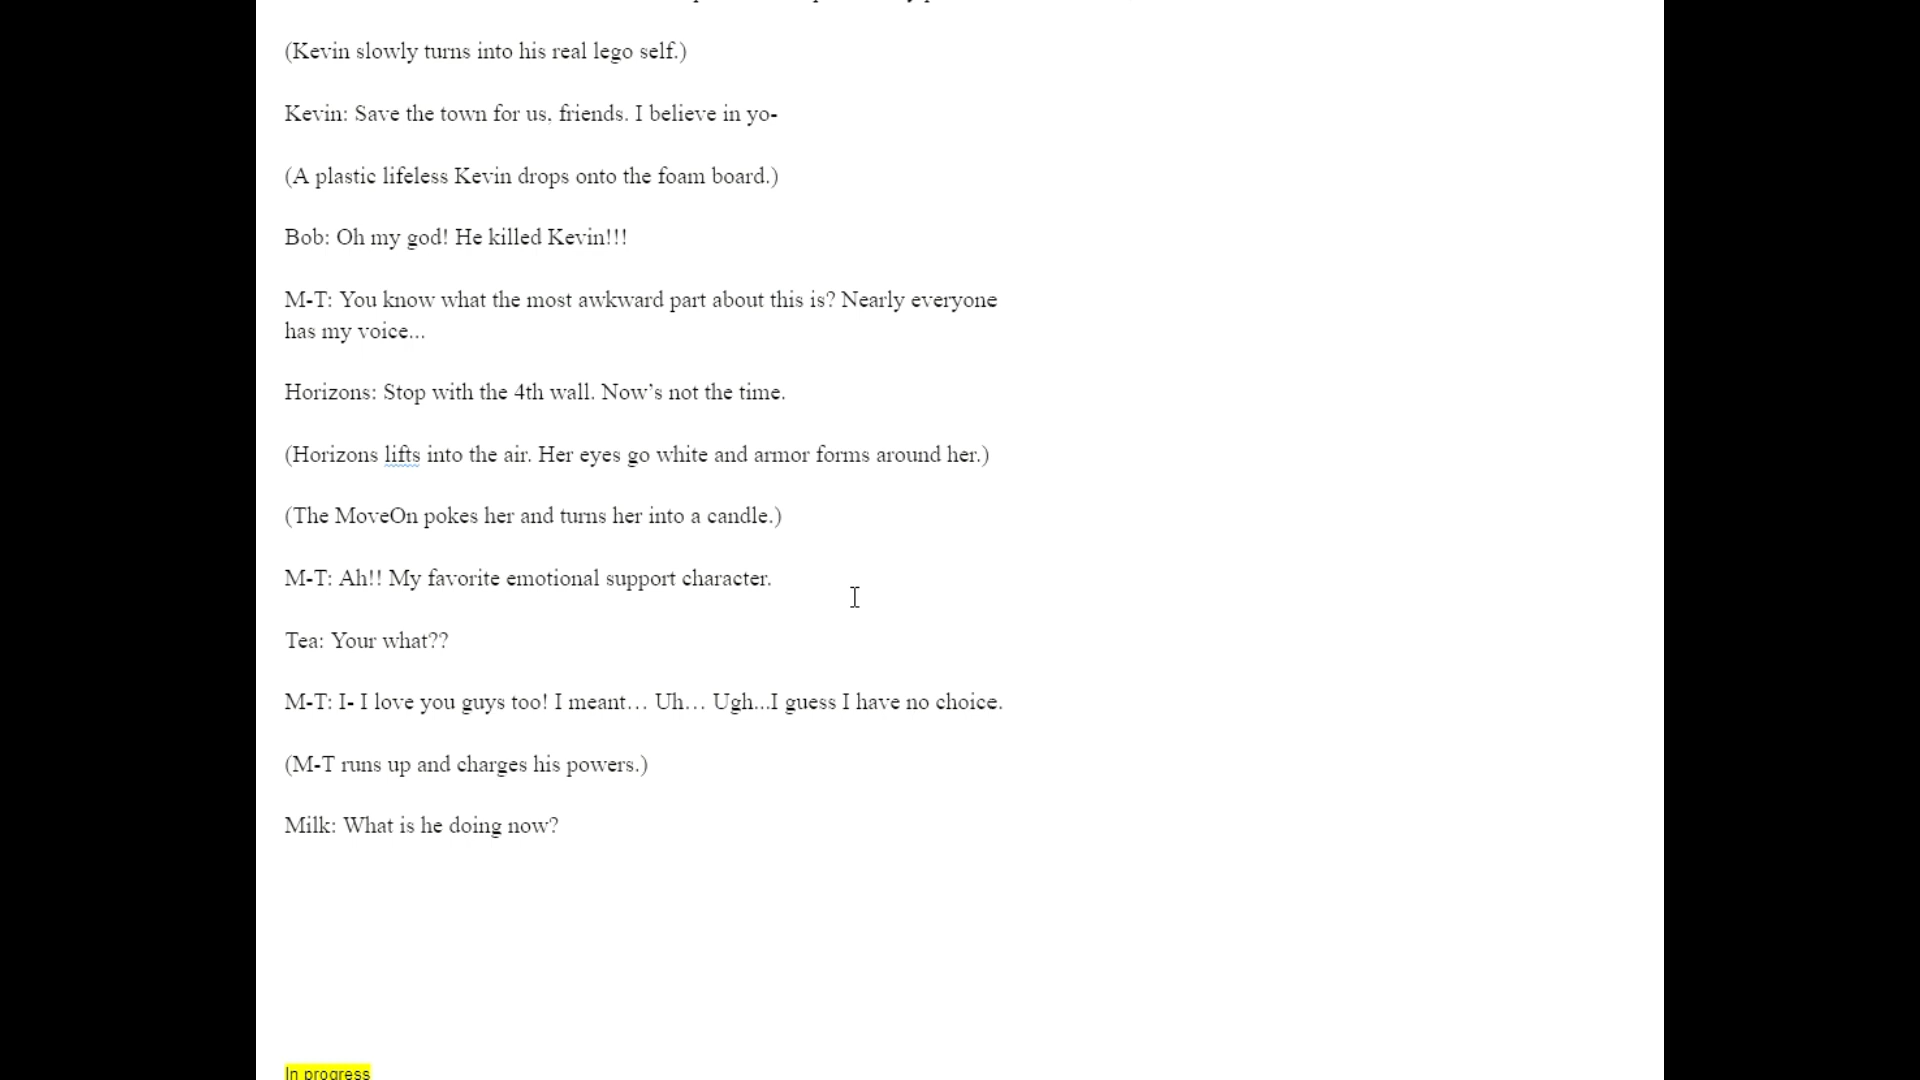 (Kevin slowly turns into his real lego self.)
Kevin: Save the town for us, friends. I believe in yo-
(A plastic lifeless Kevin drops onto the foam board.)
Bob: Oh my god! He killed Kevin!!!
M-T: You know what the most awkward part about this is? Nearly everyone
has my voice...
Horizons: Stop with the 4th wall. Now’s not the time.
(Horizons lifts into the air. Her eyes go white and armor forms around her.)
(The MoveOn pokes her and turns her into a candle.)
M-T: Ah!! My favorite emotional support character.
Tea: Your what??
M-T: I- I love you guys too! I meant… Uh… Ugh...I guess I have no choice.
(M-T runs up and charges his powers.)
Milk: What is he doing now?
In progress